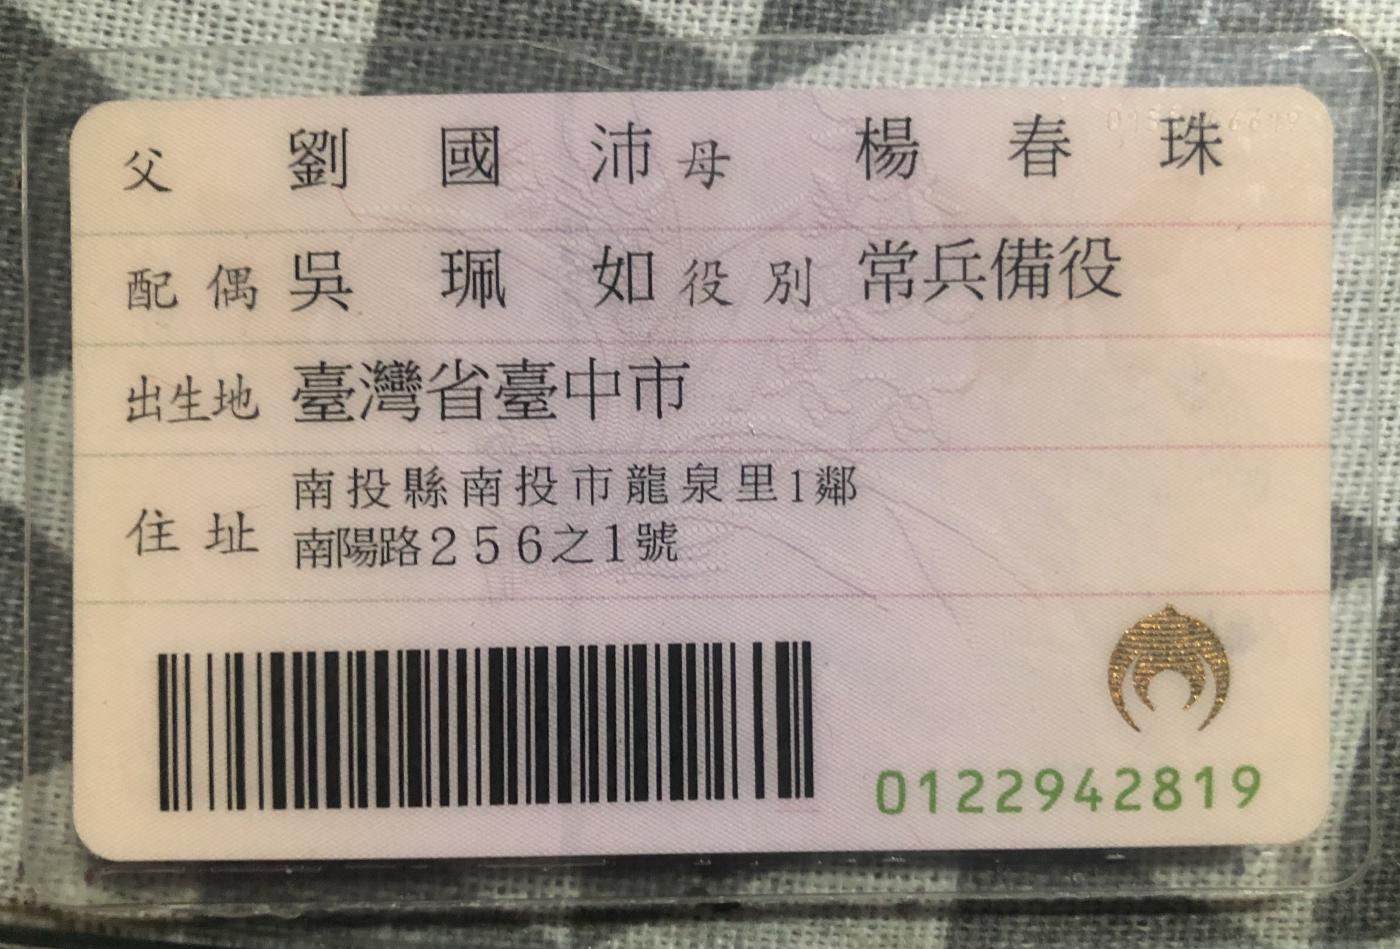 父 劉國沛 母 楊春珠
配偶 吳珮如 役別 常兵備役
出生地 臺灣省臺中市
住址 南投縣南投市龍泉里1鄰
南陽路256之1號
0122942819